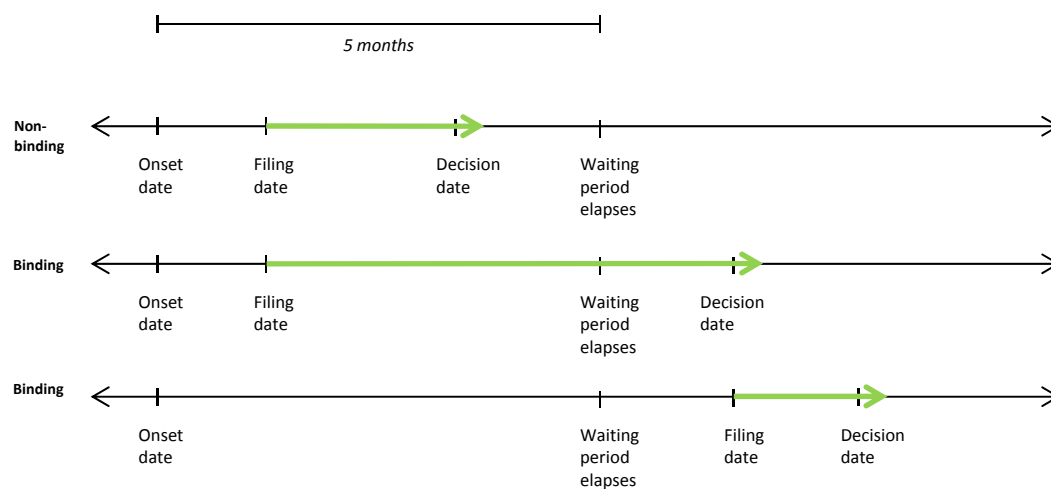 5 months
Non-
binding
Onset
date
Filing
date
Decision
date
Waiting
period
elapses
Binding
Onset
date
Filing
date
Waiting
period
elapses
Decision
date
Binding
Onset
date
Waiting
period
elapses
Filing
date
Decision
date